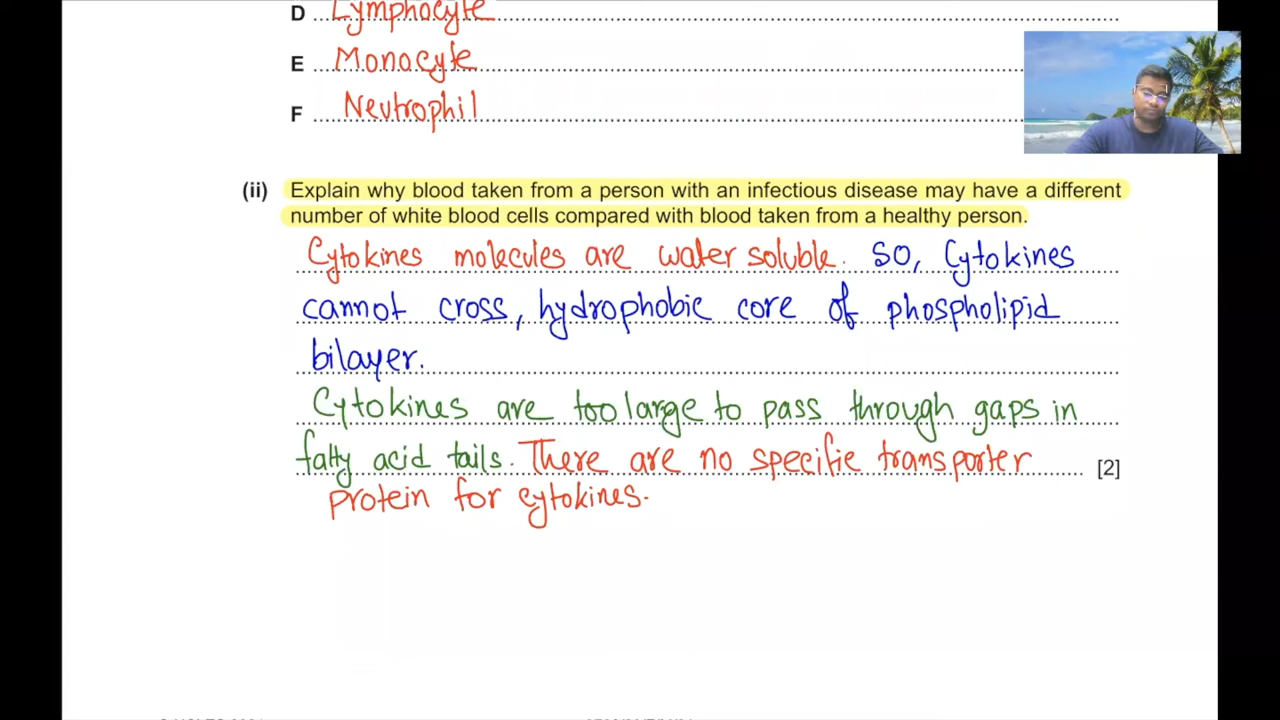 D Lymphocyte
E Monocyte
F Neutrophil
(ii) Explain why blood taken from a person with an infectious disease may have a different
number of white blood cells compared with blood taken from a healthy person.
Cytokines molecules are water soluble. SO, Cytokines
cannot cross, hydrophobic core of phospholipid
bilayer.
Cytokines are too large to pass through gaps in
fatty acid tails. There are no specific transporter [2]
protein for cytokines.